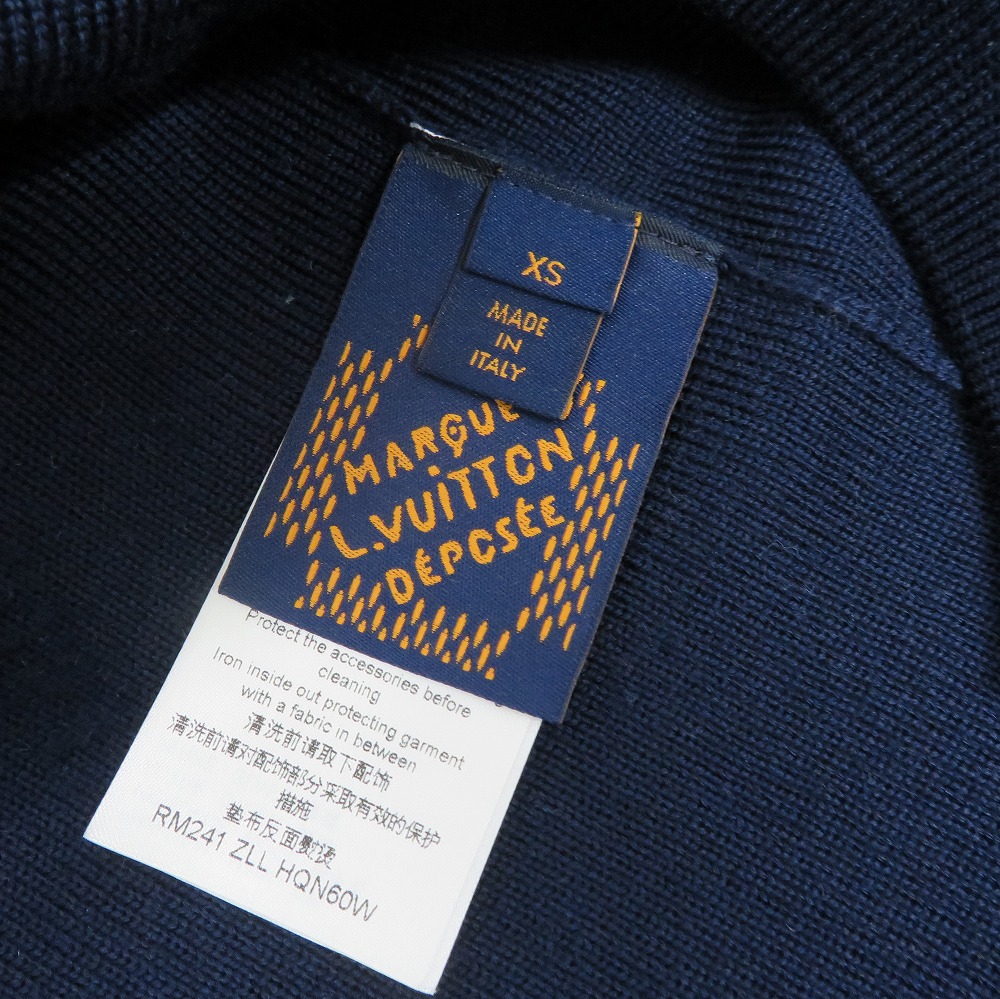 XS
MADE
IN
ITALY
MARQUE
L.VUITTON
DÉPOSÉE
Protect the accessories before
cleaning
Iron inside out protecting garment
with a fabric in between
清洗前请取下配饰
清洗前请对配饰部分采取有效的保护
措施
垫布反面熨烫
RM241 ZLL HQN60W